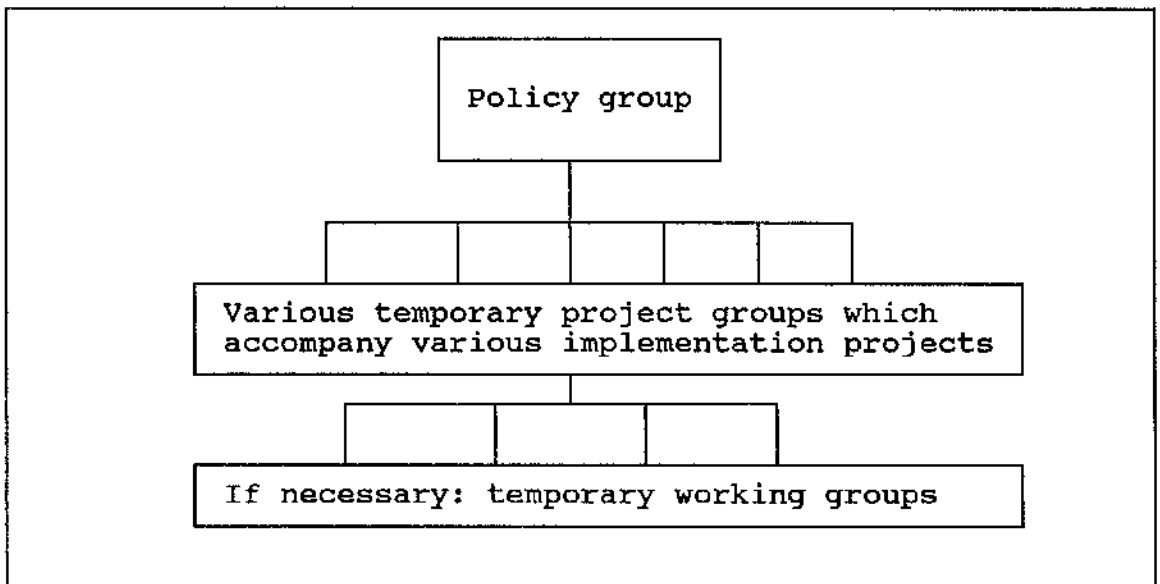 Policy group
Various temporary project groups which
accompany various implementation projects
If necessary: temporary working groups